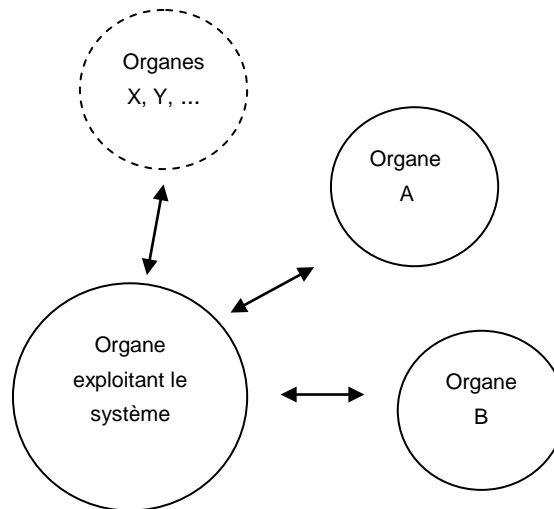 Organes
X, Y, ...
Organe
A
Organe
exploitant le
système
Organe
B